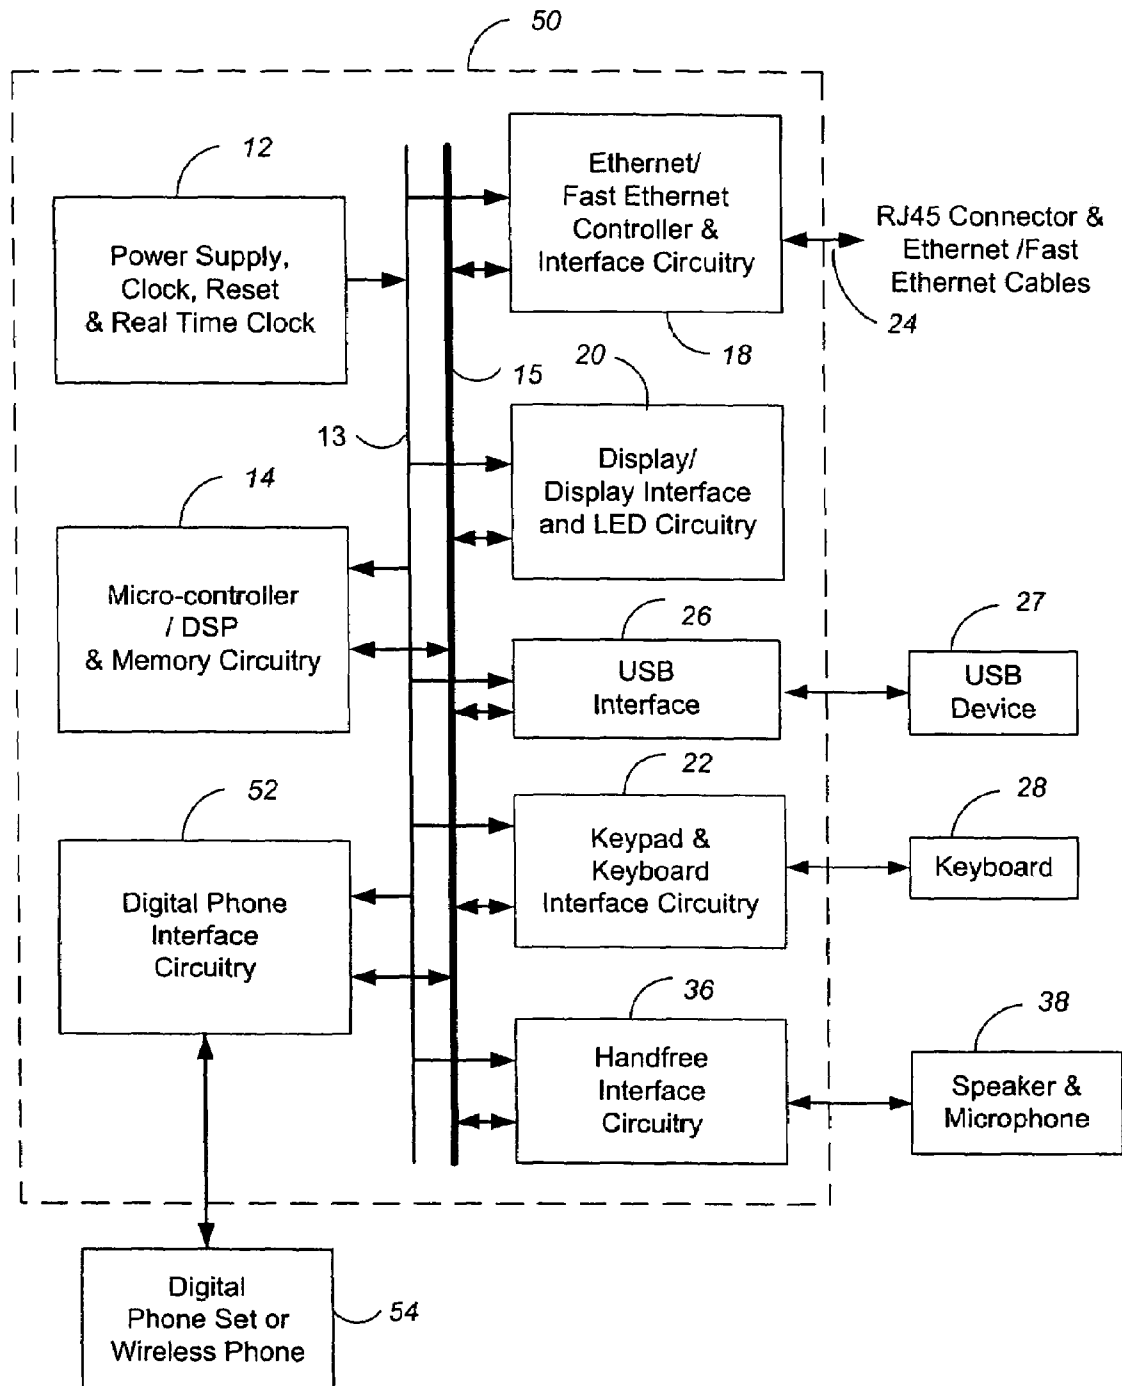 50
12
Power Supply,
Clock, Reset
& Real Time Clock
Ethernet/
Fast Ethernet
Controller &
Interface Circuitry
18
RJ45 Connector &
Ethernet /Fast
Ethernet Cables
24
15
13
20
Display/
Display Interface
and LED Circuitry
14
Micro-controller
/ DSP
& Memory Circuitry
26
USB
Interface
27
USB
Device
52
Digital Phone
Interface
Circuitry
22
Keypad &
Keyboard
Interface Circuitry
28
Keyboard
36
Handfree
Interface
Circuitry
38
Speaker &
Microphone
Digital
Phone Set or
Wireless Phone
54